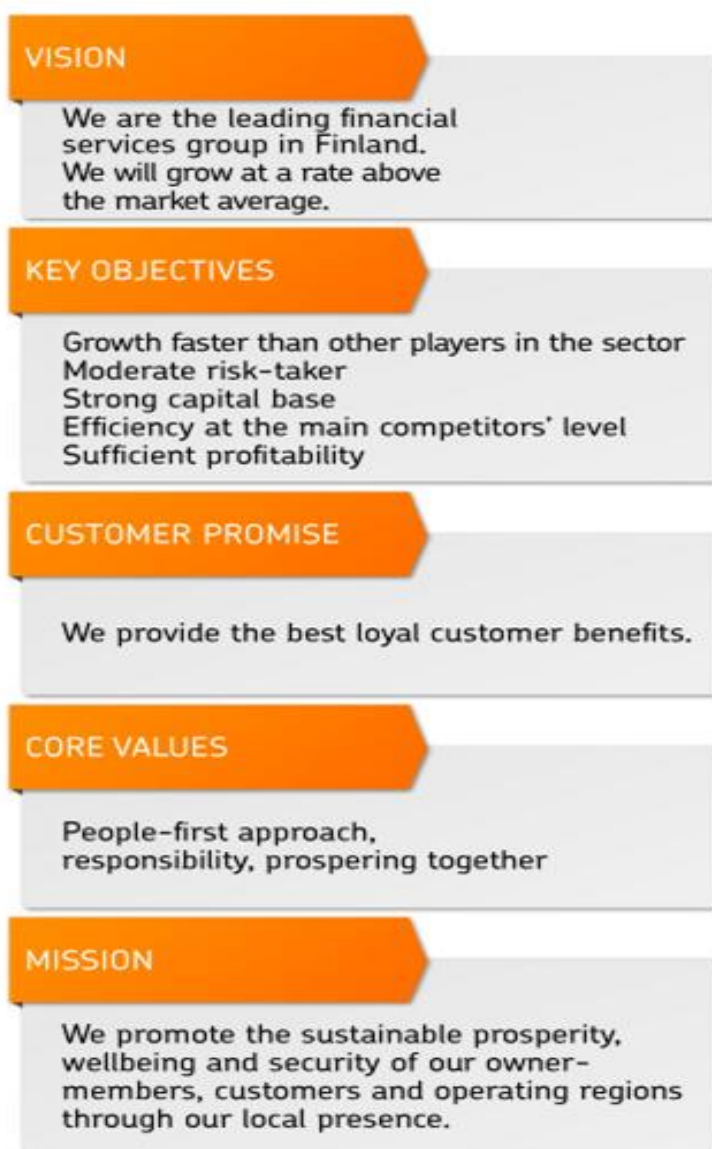 VISION
We are the leading financial
services group in Finland.
We will grow at a rate above
the market average.
KEY OBJECTIVES
Growth faster than other players in the sector
Moderate risk-taker
Strong capital base
Efficiency at the main competitors' level
Sufficient profitability
CUSTOMER PROMISE
We provide the best loyal customer benefits.
CORE VALUES
People-first approach,
responsibility, prospering together
MISSION
We promote the sustainable prosperity,
wellbeing and security of our owner-
members, customers and operating regions
through our local presence.